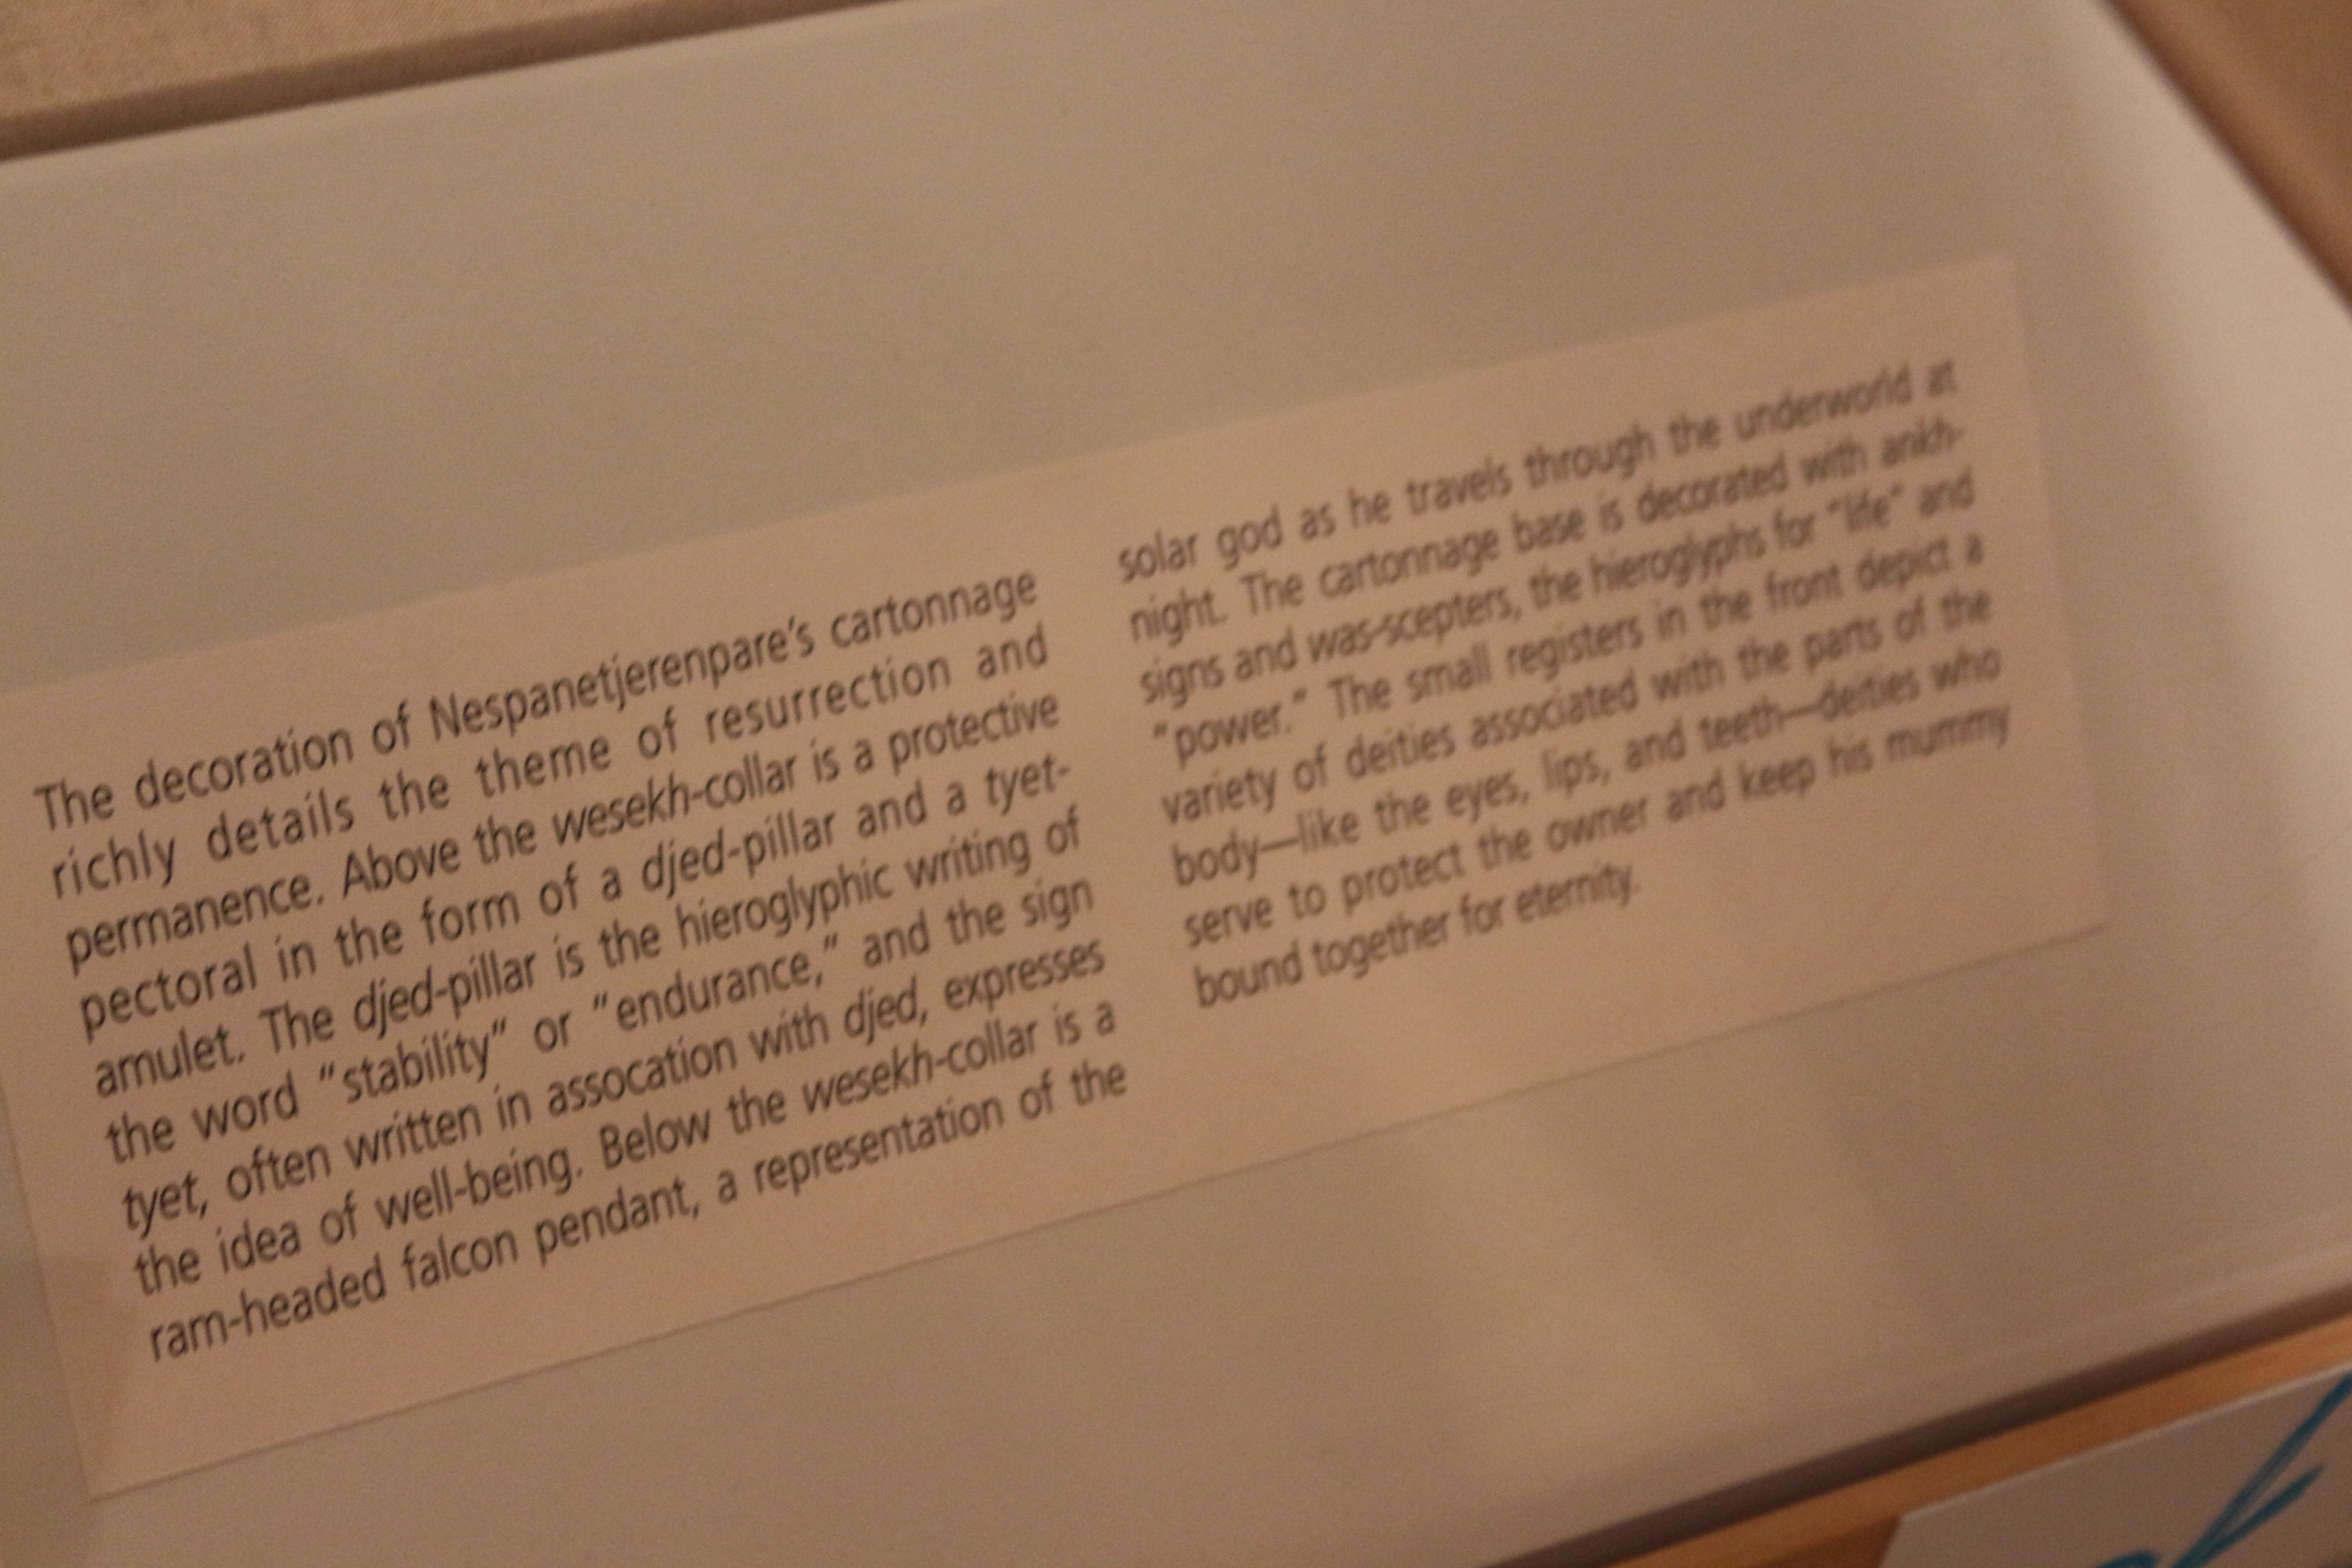 The decoration of Nespanetjerenpare's cartonnage
richly details the theme of resurrection and
permanence. Above the wesekh-collar is a protective
pectoral in the form of a djed-pillar and a tyet-
amulet. The djed-pillar is the hieroglyphic writing of
the word "stability" or "endurance," and the sign
tyet, often written in assocation with djed, expresses
the idea of well-being. Below the wesekh-collar is a
ram-headed falcon pendant, a representation of the
solar god as he travels through the underworld at
night. The cartonnage base is decorated with ankh-
signs and was-scepters, the hieroglyphs for "life" and
"power." The small registers in the front depict a
variety of deities associated with the parts of the
body—like the eyes, lips, and teeth—deities who
serve to protect the owner and keep his mummy
bound together for eternity.